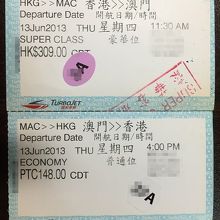 HKG>>MAC 香港>>澳門
Departure Date 開航日期/時間
13Jun2013 THU 星期四 11:30 AM
SUPER CLASS 豪華位
HK$309.00 CDT
A
SUPER
TURBOJET
MAC>>HKG 澳門>>香港
Departure Date 開航日期/時間
13Jun2013 THU 星期四 4:00 PM
ECONOMY 普通位
PTC148.00 CDT
A